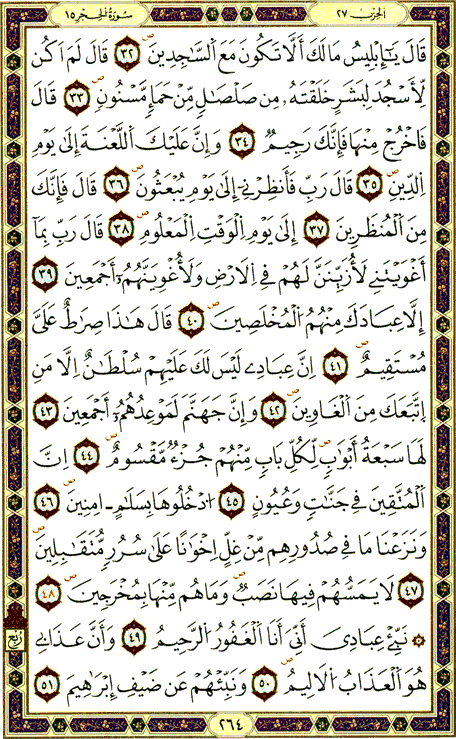 الحزب ٢٧
سورة الحجر ١٥
قَالَ يَٰٓإِبْلِيسُ مَا لَكَ أَلَّا تَكُونَ مَعَ ٱلسَّٰجِدِينَ ٣٢ قَالَ لَمَ اَكُن
لِّأَسْجُدَ لِبَشَرٍ خَلَقْتَهُۥ مِن صَلْصَٰلٍ مِّنْ حَمَإٍ مَّسْنُونٍ ٣٣ قَالَ
فَاخْرُجْ مِنْهَا فَإِنَّكَ رَجِيمٌ ٣٤ وَإِنَّ عَلَيْكَ ٱللَّعْنَةَ إِلَىٰ يَوْمِ
ٱلدِّينِ ٣٥ قَالَ رَبِّ فَأَنظِرْنِےٓ إِلَىٰ يَوْمِ يُبْعَثُونَ ٣٦ قَالَ فَإِنَّكَ
مِنَ ٱلْمُنظَرِينَ ٣٧ إِلَىٰ يَوْمِ ٱلْوَقْتِ ٱلْمَعْلُومِ ٣٨ قَالَ رَبِّ بِمَآ
أَغْوَيْتَنِے لَأُزَيِّنَنَّ لَهُمْ فِے اِلَارْضِ وَلَأُغْوِيَنَّهُمُۥٓ أَجْمَعِينَ ٣٩
إِلَّا عِبَادَكَ مِنْهُمُ ٱلْمُخْلَصِينَ ٤٠ قَالَ هَٰذَا صِرَٰطٌ عَلَيَّ
مُسْتَقِيمٌ ٤١ اِنَّ عِبَادِے لَيْسَ لَكَ عَلَيْهِمْ سُلْطَٰنٌ اِلَّا مَنِ
ٱتَّبَعَكَ مِنَ ٱلْغَاوِينَ ٤٢ وَإِنَّ جَهَنَّمَ لَمَوْعِدُهُمُۥٓ أَجْمَعِينَ ٤٣
لَهَا سَبْعَةُ أَبْوَٰبٍ لِّكُلِّ بَابٍ مِّنْهُمْ جُزْءٌ مَّقْسُومٌ ٤٤ اِنَّ
ٱلْمُتَّقِينَ فِے جَنَّٰتٍ وَعُيُونٍ ٤٥ ٱدْخُلُوهَا بِسَلَٰمٍ اٰمِنِينَ ٤٦
وَنَزَعْنَا مَا فِے صُدُورِهِم مِّنْ غِلٍّ اِخْوَٰنًا عَلَىٰ سُرُرٍ مُّتَقَٰبِلِينَ
٤٧ لَا يَمَسُّهُمْ فِيهَا نَصَبٌ وَمَا هُم مِّنْهَا بِمُخْرَجِينَ ٤٨
ربع
۞ نَبِّےْ عِبَادِيَ أَنِّيَ أَنَا ٱلْغَفُورُ ٱلرَّحِيمُ ٤٩ وَأَنَّ عَذَابِے
هُوَ ٱلْعَذَابُ ٱلَالِيمُ ٥٠ وَنَبِّئْهُمْ عَن ضَيْفِ إِبْرَٰهِيمَ ٥١
٢٦٤